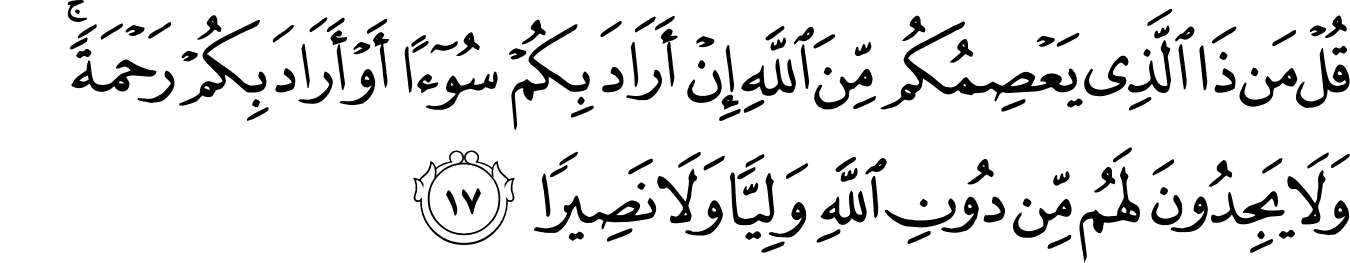 قُلْ مَن ذَا ٱلَّذِى يَعْصِمُكُم مِّنَ ٱللَّهِ إِنْ أَرَادَ بِكُمْ سُوٓءًا أَوْ أَرَادَ بِكُمْ رَحْمَةً ۚ
وَلَا يَجِدُونَ لَهُم مِّن دُونِ ٱللَّهِ وَلِيًّا وَلَا نَصِيرًا ١٧